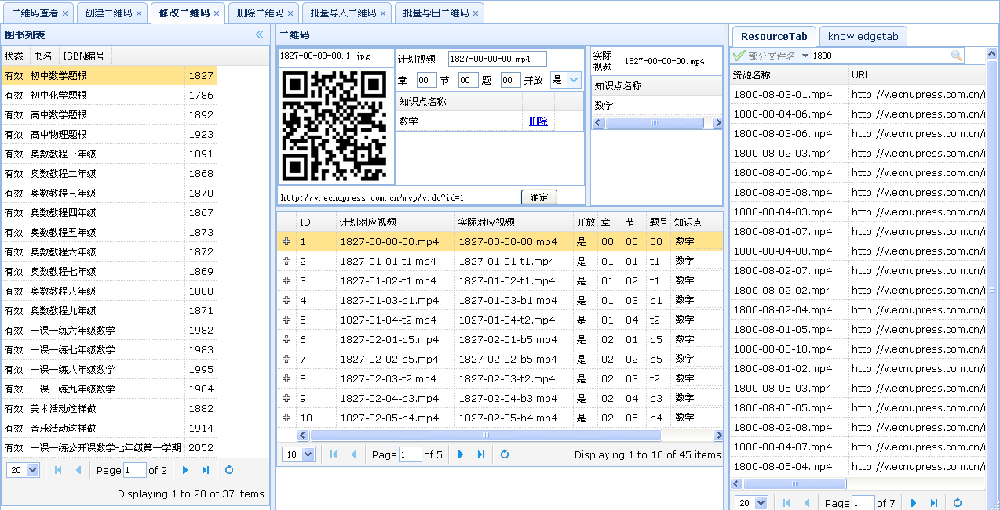 二维码查看 创建二维码 修改二维码 删除二维码 批量导入二维码 批量导出二维码
图书列表
状态 书名 ISBN编号
有效 初中数学题根 1827
有效 初中化学题根 1786
有效 高中数学题根 1892
有效 高中物理题根 1923
有效 奥数教程一年级 1891
有效 奥数教程二年级 1868
有效 奥数教程三年级 1870
有效 奥数教程四年级 1867
有效 奥数教程五年级 1873
有效 奥数教程六年级 1872
有效 奥数教程七年级 1869
有效 奥数教程八年级 1800
有效 奥数教程九年级 1871
有效 一课一练六年级数学 1982
有效 一课一练七年级数学 1983
有效 一课一练八年级数学 1995
有效 一课一练九年级数学 1984
有效 美术活动这样做 1882
有效 音乐活动这样做 1914
有效 一课一练公开课数学七年级第一学期 2052
20 Page 1 of 2
Displaying 1 to 20 of 37 items
二维码
1827-00-00-00.1.jpg
计划视频 1827-00-00-00.mp4
章 00 节 00 题 00 开放 是
知识点名称
数学 删除
http://v.ecnupress.com.cn/mvp/v.do?id=1 确定
实际视频 1827-00-00-00.mp4
知识点名称
数学
ID 计划对应视频 实际对应视频 开放 章 节 题号 知识点
1 1827-00-00-00.mp4 1827-00-00-00.mp4 是 00 00 00 数学
2 1827-01-01-t1.mp4 1827-01-01-t1.mp4 是 01 01 t1 数学
3 1827-01-02-t1.mp4 1827-01-02-t1.mp4 是 01 02 t1 数学
4 1827-01-03-b1.mp4 1827-01-03-b1.mp4 是 01 03 b1 数学
5 1827-01-04-t2.mp4 1827-01-04-t2.mp4 是 01 04 t2 数学
6 1827-02-01-b5.mp4 1827-02-01-b5.mp4 是 02 01 b5 数学
7 1827-02-02-b5.mp4 1827-02-02-b5.mp4 是 02 02 b5 数学
8 1827-02-03-t2.mp4 1827-02-03-t2.mp4 是 02 03 t2 数学
9 1827-02-04-b3.mp4 1827-02-04-b3.mp4 是 02 04 b3 数学
10 1827-02-05-b4.mp4 1827-02-05-b4.mp4 是 02 05 b4 数学
10 Page 1 of 5 Displaying 1 to 10 of 45 items
ResourceTab knowledgetab
部分文件名 1800
资源名称 URL
1800-08-03-01.mp4 http://v.ecnupress.com.cn/
1800-08-04-06.mp4 http://v.ecnupress.com.cn/
1800-08-03-06.mp4 http://v.ecnupress.com.cn/
1800-08-02-03.mp4 http://v.ecnupress.com.cn/
1800-08-05-06.mp4 http://v.ecnupress.com.cn/
1800-08-05-08.mp4 http://v.ecnupress.com.cn/
1800-08-04-03.mp4 http://v.ecnupress.com.cn/
1800-08-01-07.mp4 http://v.ecnupress.com.cn/
1800-08-04-08.mp4 http://v.ecnupress.com.cn/
1800-08-02-07.mp4 http://v.ecnupress.com.cn/
1800-08-02-02.mp4 http://v.ecnupress.com.cn/
1800-08-02-04.mp4 http://v.ecnupress.com.cn/
1800-08-01-05.mp4 http://v.ecnupress.com.cn/
1800-08-03-10.mp4 http://v.ecnupress.com.cn/
1800-08-01-02.mp4 http://v.ecnupress.com.cn/
1800-08-05-03.mp4 http://v.ecnupress.com.cn/
1800-08-05-05.mp4 http://v.ecnupress.com.cn/
1800-08-02-08.mp4 http://v.ecnupress.com.cn/
1800-08-04-07.mp4 http://v.ecnupress.com.cn/
1800-08-05-04.mp4 http://v.ecnupress.com.cn/
20 Page 1 of 7